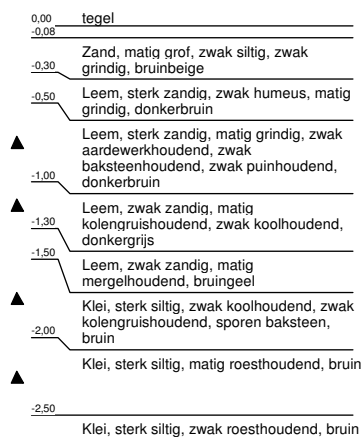 0,00 tegel
-0,08
Zand, matig grof, zwak siltig, zwak
-0,30 grindig, bruinbeige
Leem, sterk zandig, zwak humeus, matig
-0,50 grindig, donkerbruin
Leem, sterk zandig, matig grindig, zwak
aardewerkhoudend, zwak
baksteenhoudend, zwak puinhoudend,
-1,00 donkerbruin
Leem, zwak zandig, matig
-1,30 kolengruishoudend, zwak koolhoudend,
donkergrijs
-1,50
Leem, zwak zandig, matig
mergelhoudend, bruingeel
Klei, sterk siltig, zwak koolhoudend, zwak
kolengruishoudend, sporen baksteen,
-2,00 bruin
Klei, sterk siltig, matig roesthoudend, bruin
-2,50
Klei, sterk siltig, zwak roesthoudend, bruin